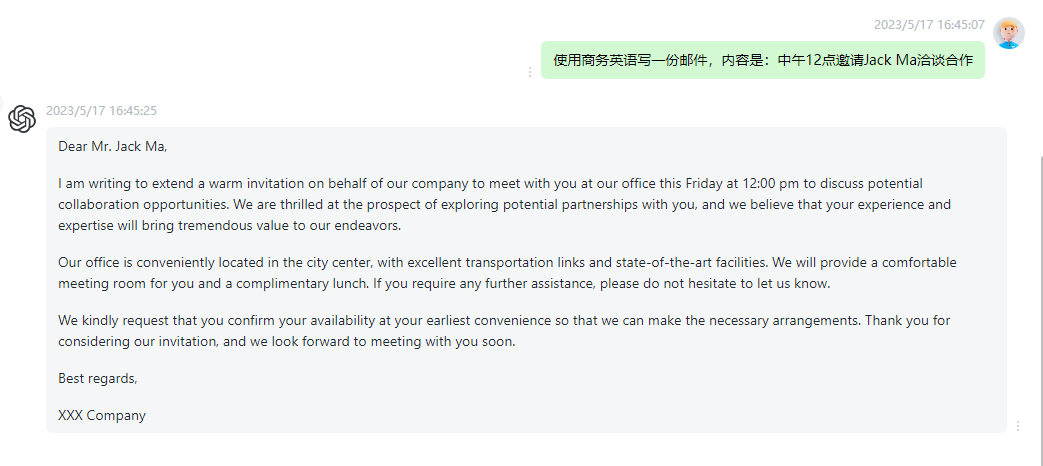 2023/5/17 16:45:07
使用商务英语写一份邮件，内容是：中午12点邀请Jack Ma洽谈合作
2023/5/17 16:45:25
Dear Mr. Jack Ma,
I am writing to extend a warm invitation on behalf of our company to meet with you at our office this Friday at 12:00 pm to discuss potential
collaboration opportunities. We are thrilled at the prospect of exploring potential partnerships with you, and we believe that your experience and
expertise will bring tremendous value to our endeavors.
Our office is conveniently located in the city center, with excellent transportation links and state-of-the-art facilities. We will provide a comfortable
meeting room for you and a complimentary lunch. If you require any further assistance, please do not hesitate to let us know.
We kindly request that you confirm your availability at your earliest convenience so that we can make the necessary arrangements. Thank you for
considering our invitation, and we look forward to meeting with you soon.
Best regards,
XXX Company